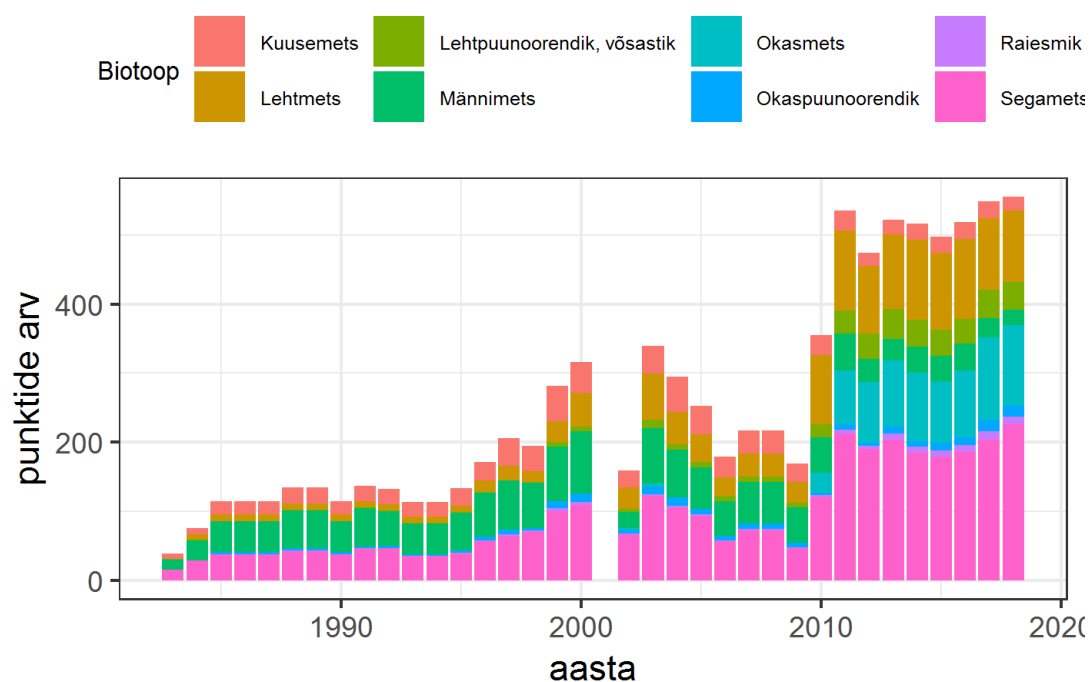 Biotoop
Kuusemets
Lehtpuunoorendik, võsastik
Okasmets
Raiesmik
Lehtmets
Männimets
Okaspuunoorendik
Segamets
punktide arv
400
200
0
1990
2000
2010
2020
aasta